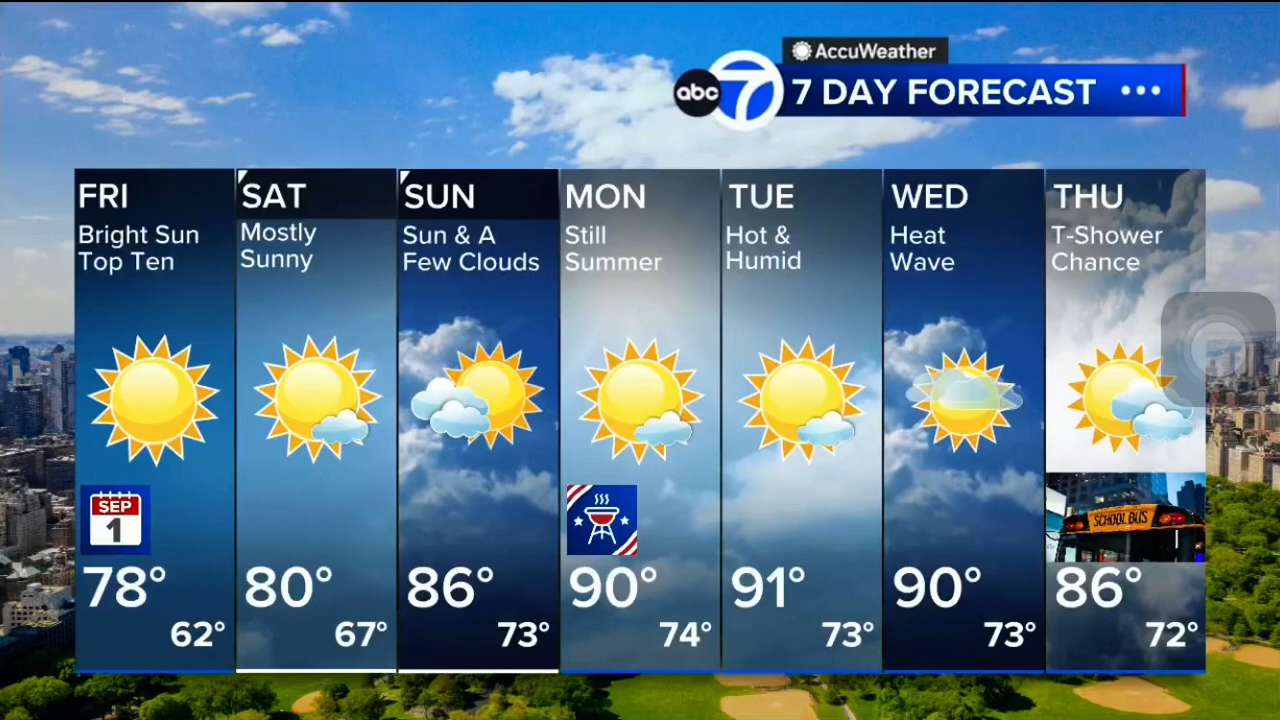 AccuWeather
abc 7
7 DAY FORECAST
FRI
Bright Sun
Top Ten
SEP
1
78°
62°
SAT
Mostly
Sunny
80°
67°
SUN
Sun & A
Few Clouds
86°
73°
MON
Still
Summer
90°
74°
TUE
Hot &
Humid
91°
73°
WED
Heat
Wave
90°
73°
THU
T-Shower
Chance
SCHOOL BUS
86°
72°